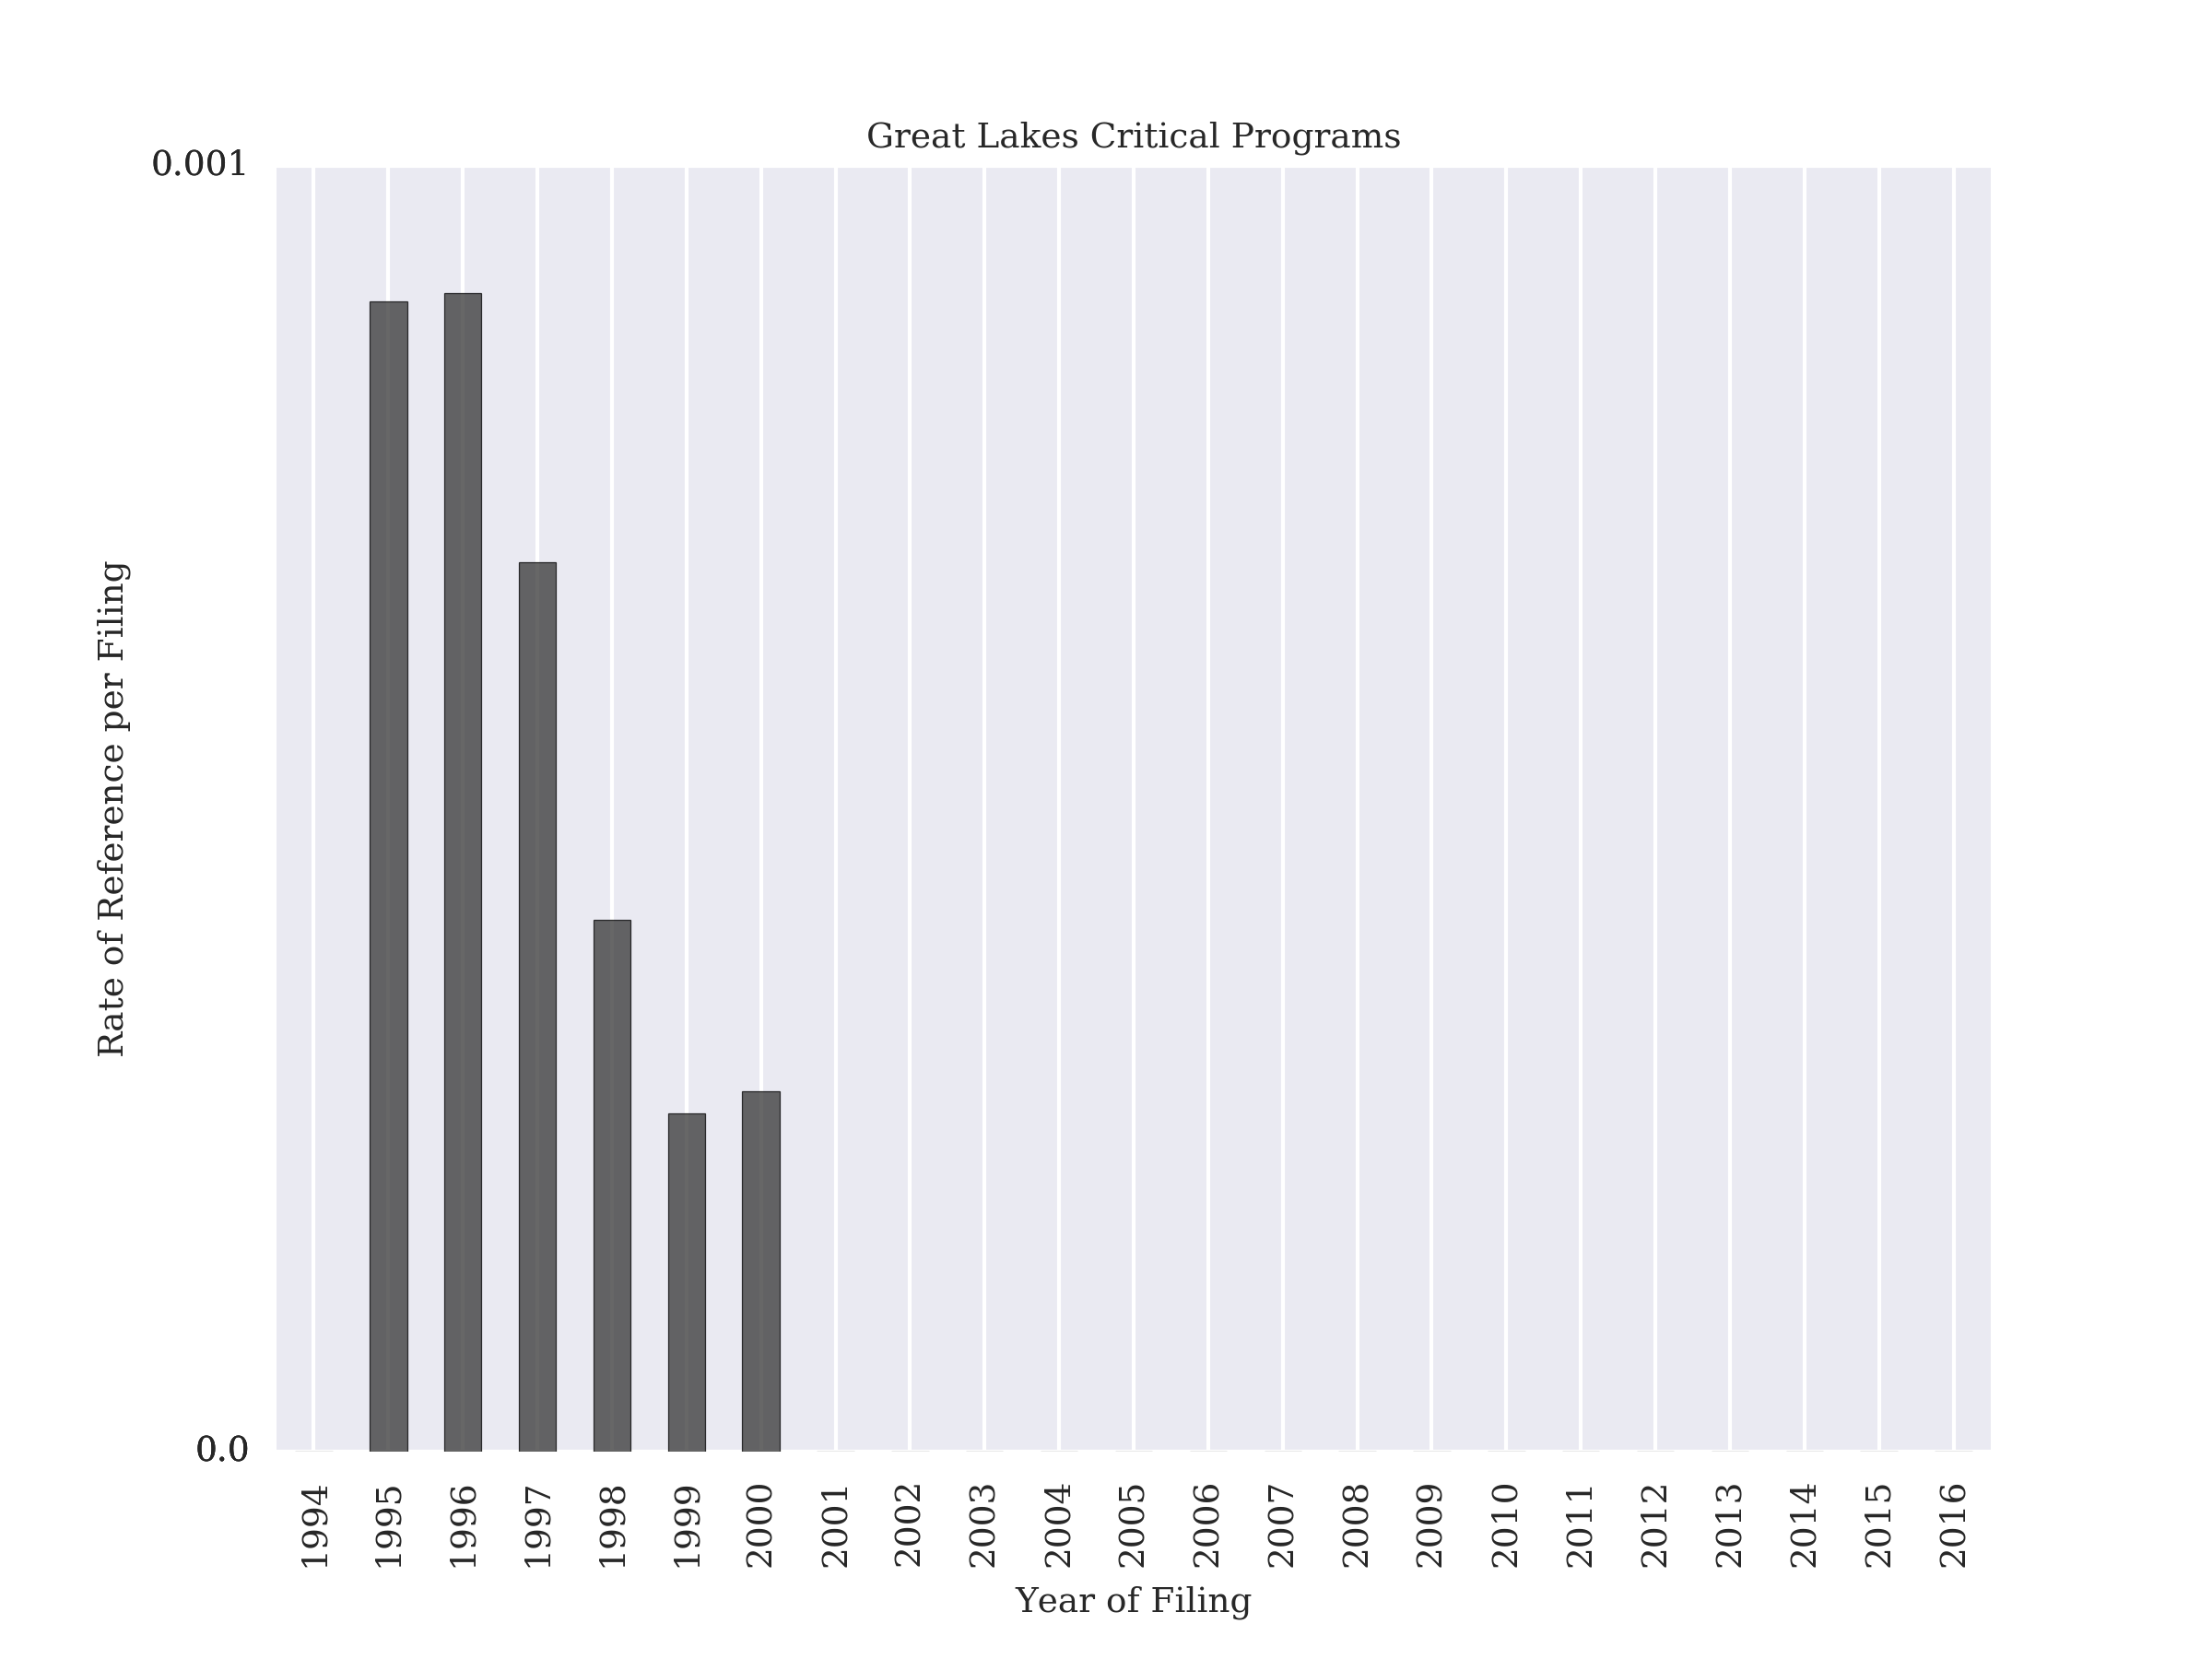 Great Lakes Critical Programs
0.001
Rate of Reference per Filing
0.0
1994 1995 1996 1997 1998 1999 2000 2001 2002 2003 2004 2005 2006 2007 2008 2009 2010 2011 2012 2013 2014 2015 2016
Year of Filing